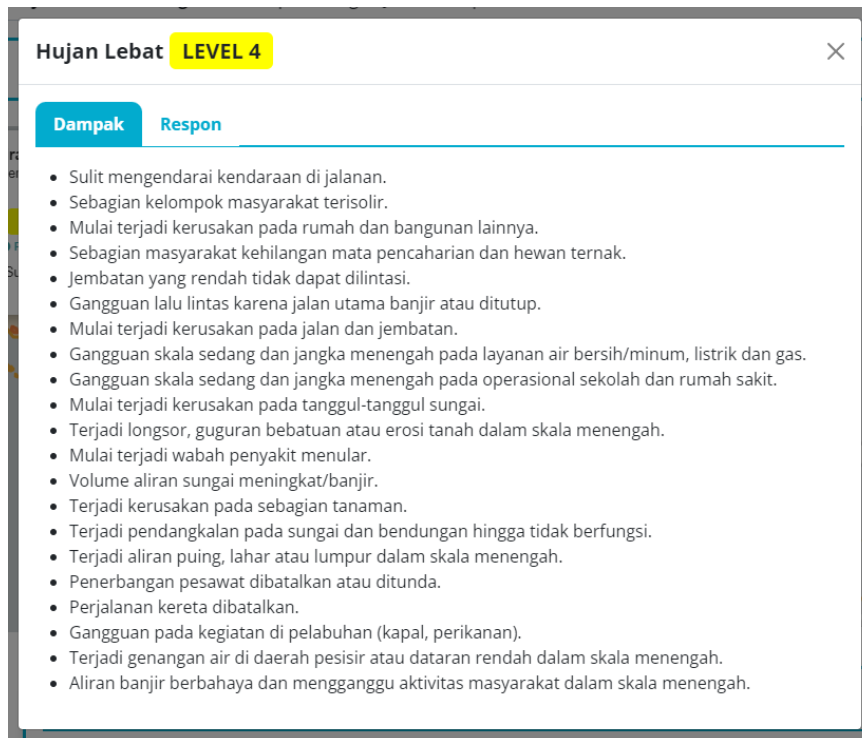 Hujan Lebat LEVEL 4
Dampak Respon
Sulit mengendarai kendaraan di jalanan.
Sebagian kelompok masyarakat terisolir.
Mulai terjadi kerusakan pada rumah dan bangunan lainnya.
Sebagian masyarakat kehilangan mata pencaharian dan hewan ternak.
Jembatan yang rendah tidak dapat dilintasi.
Gangguan lalu lintas karena jalan utama banjir atau ditutup.
Mulai terjadi kerusakan pada jalan dan jembatan.
Gangguan skala sedang dan jangka menengah pada layanan air bersih/minum, listrik dan gas.
Gangguan skala sedang dan jangka menengah pada operasional sekolah dan rumah sakit.
Mulai terjadi kerusakan pada tanggul-tanggul sungai.
Terjadi longsor, guguran bebatuan atau erosi tanah dalam skala menengah.
Mulai terjadi wabah penyakit menular.
Volume aliran sungai meningkat/banjir.
Terjadi kerusakan pada sebagian tanaman.
Terjadi pendangkalan pada sungai dan bendungan hingga tidak berfungsi.
Terjadi aliran puing, lahar atau lumpur dalam skala menengah.
Penerbangan pesawat dibatalkan atau ditunda.
Perjalanan kereta dibatalkan.
Gangguan pada kegiatan di pelabuhan (kapal, perikanan).
Terjadi genangan air di daerah pesisir atau dataran rendah dalam skala menengah.
Aliran banjir berbahaya dan mengganggu aktivitas masyarakat dalam skala menengah.